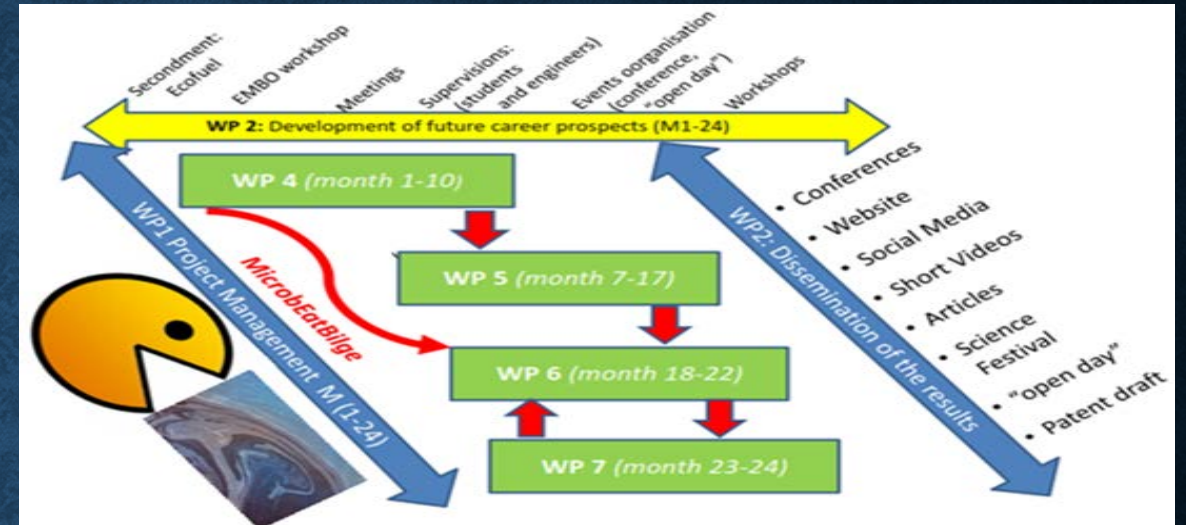 Secondment:
Ecofuel
EMBO workshop
Meetings
Supervisions:
(students
and engineers)
Events oorganisation
(conference,
"open day")
Workshops
WP 2: Development of future career prospects (M1-24)
WP1 Project Management M (1-24)
WP 4 (month 1-10)
MicrobEatBilge
WP 5 (month 7-17)
WP 6 (month 18-22)
WP 7 (month 23-24)
WP2: Dissemination of the results
• Conferences
• Website
• Social Media
• Short Videos
• Articles
• Science
Festival
• "open day"
• Patent draft